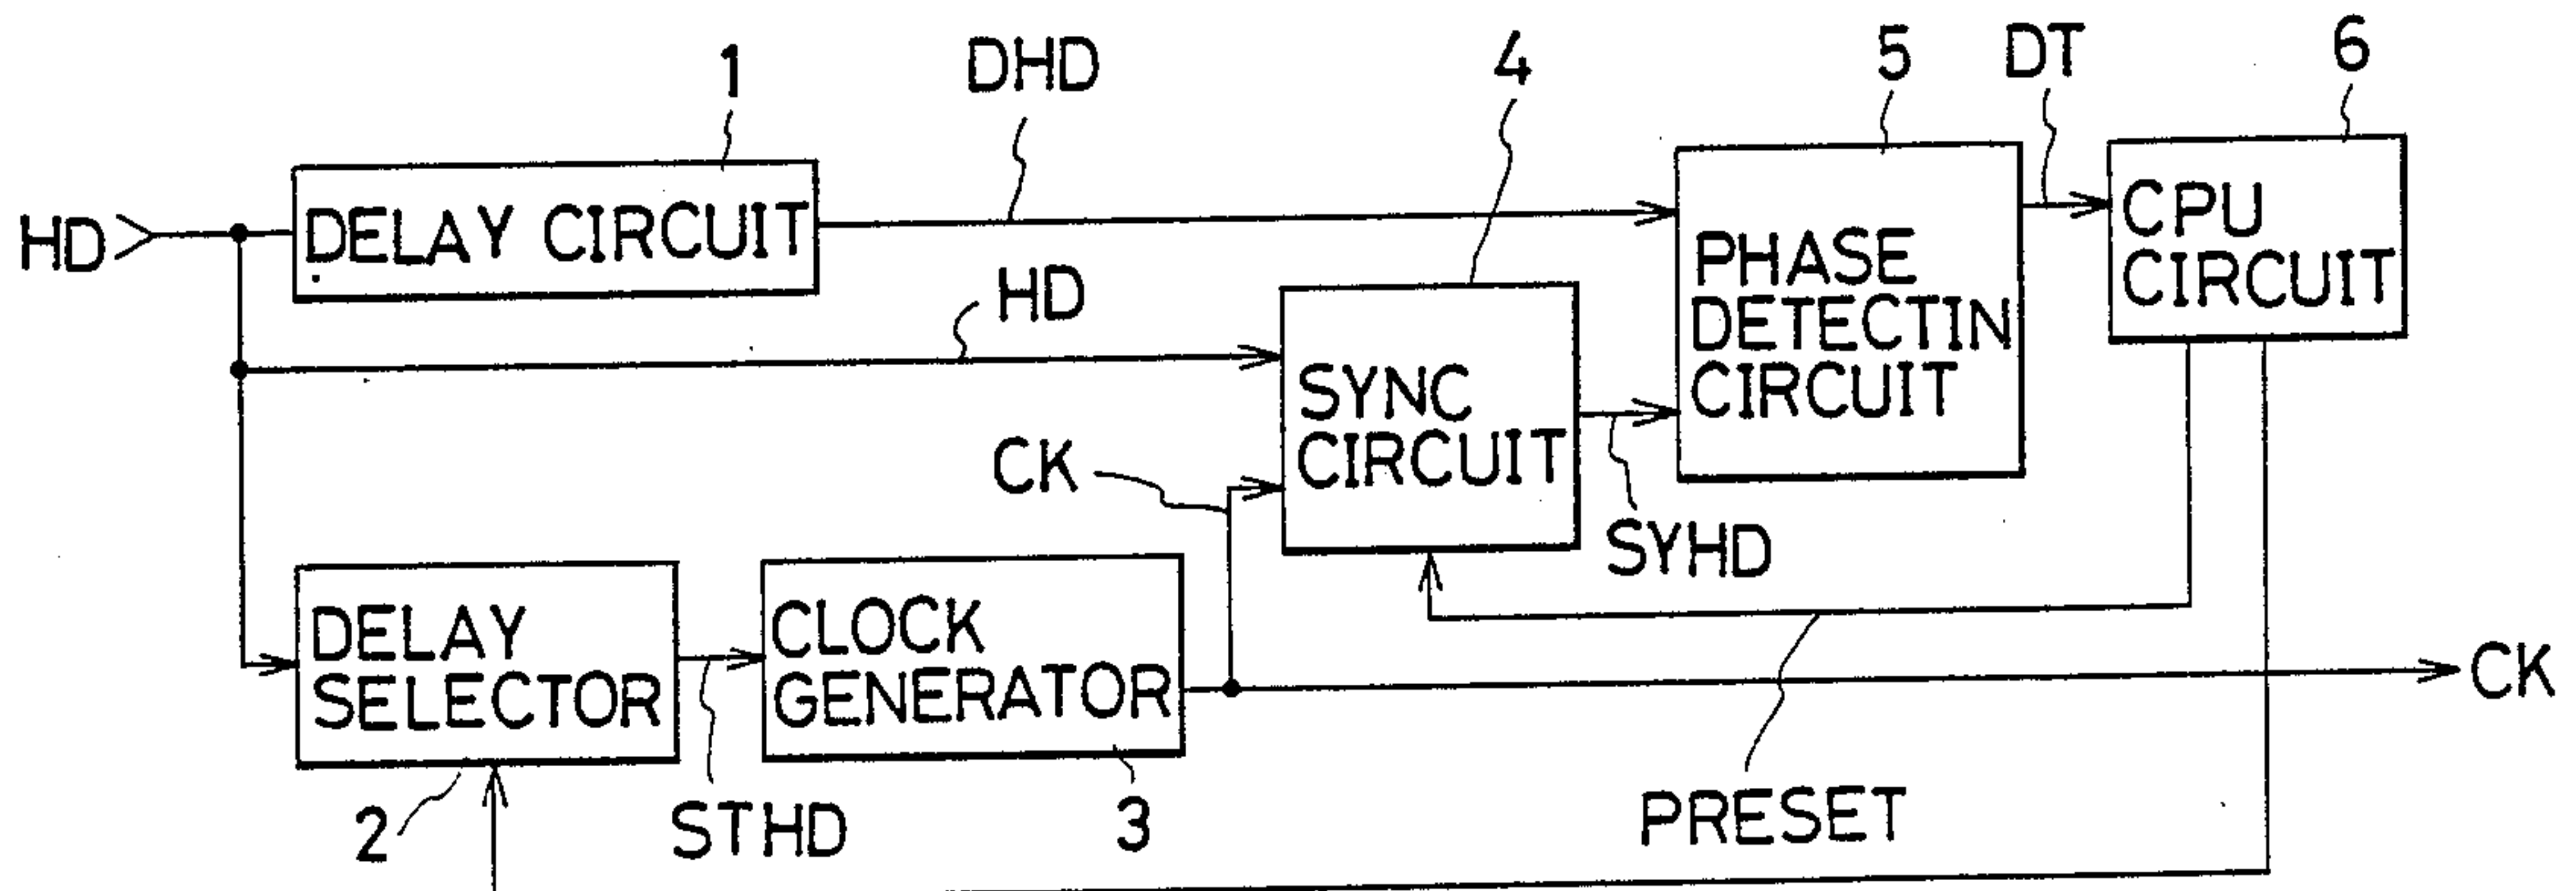 1
DHD
4
5
DT
6
HD
DELAY CIRCUIT
CPU
CIRCUIT
HD
PHASE
DETECTIN
CIRCUIT
SYNC
CIRCUIT
CK
SYHD
DELAY
SELECTOR
CLOCK
GENERATOR
CK
2
STHD
3
PRESET